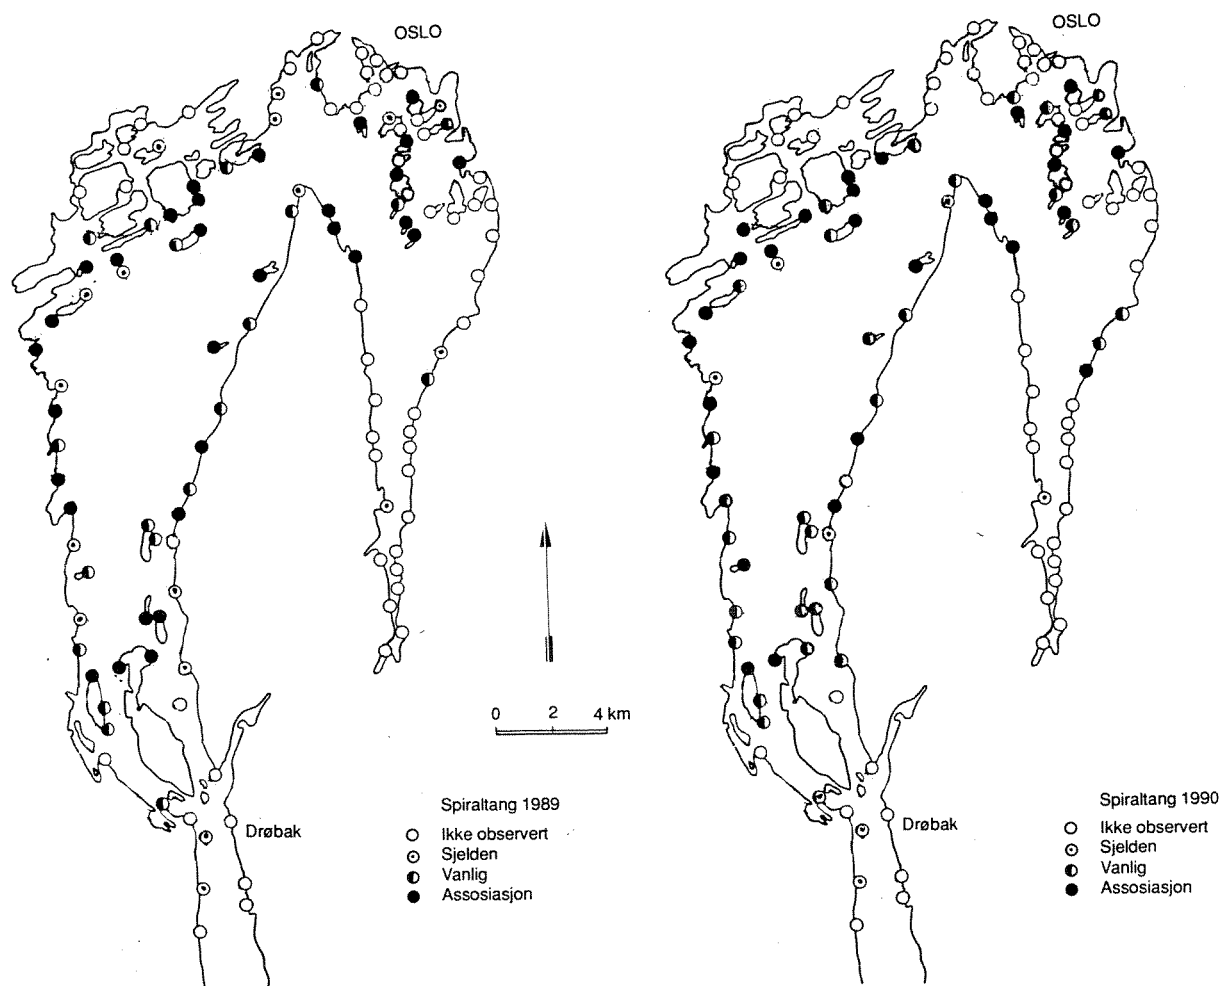 OSLO
0 2 4 km
Drøbak
Spiraltang 1989
Ikke observert
Sjelden
Vanlig
Assosiasjon
OSLO
Drøbak
Spiraltang 1990
Ikke observert
Sjelden
Vanlig
Assosiasjon